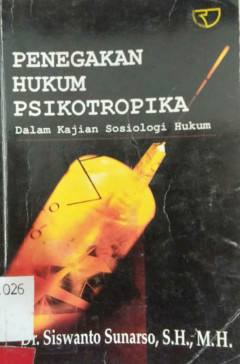 PENEGAKAN
HUKUM
PSIKOTROPIKA
Dalam Kajian Sosiologi Hukum
.026
Dr. Siswanto Sunarso, S.H., M.H.